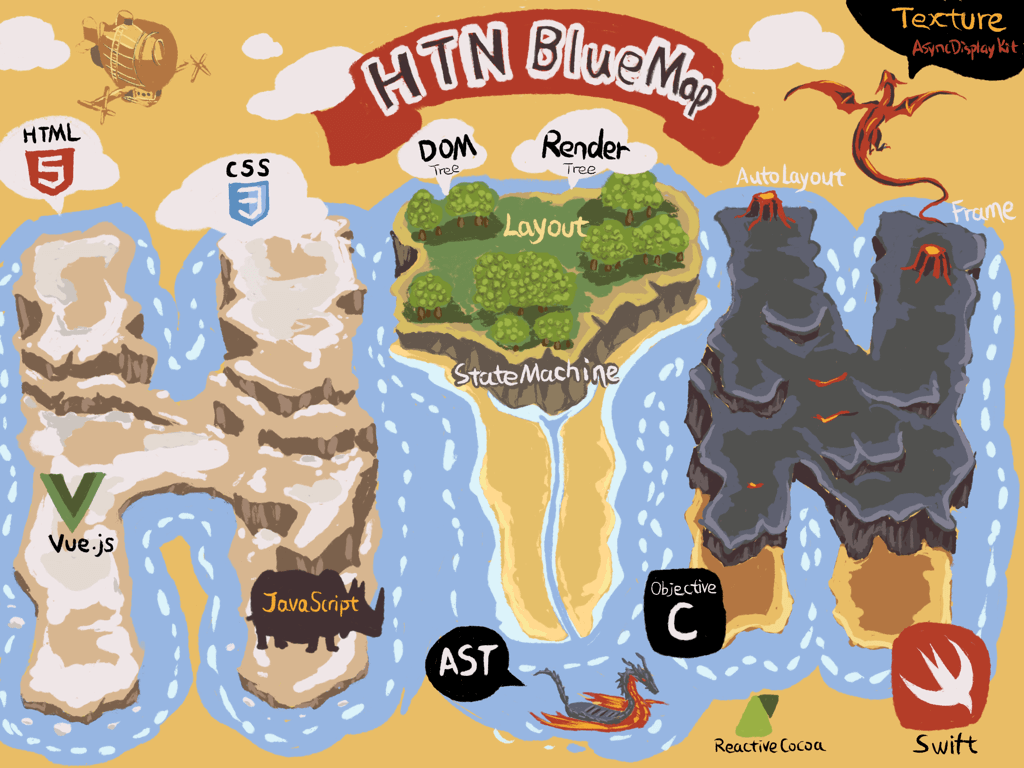 Texture
AsyncDisplayKit
HTN BlueMap
HTML
5
CSS
3
DOM
Tree
Render
Tree
AutoLayout
Frame
Layout
StateMachine
Vue.js
JavaScript
Objective
C
AST
ReactiveCocoa
Swift